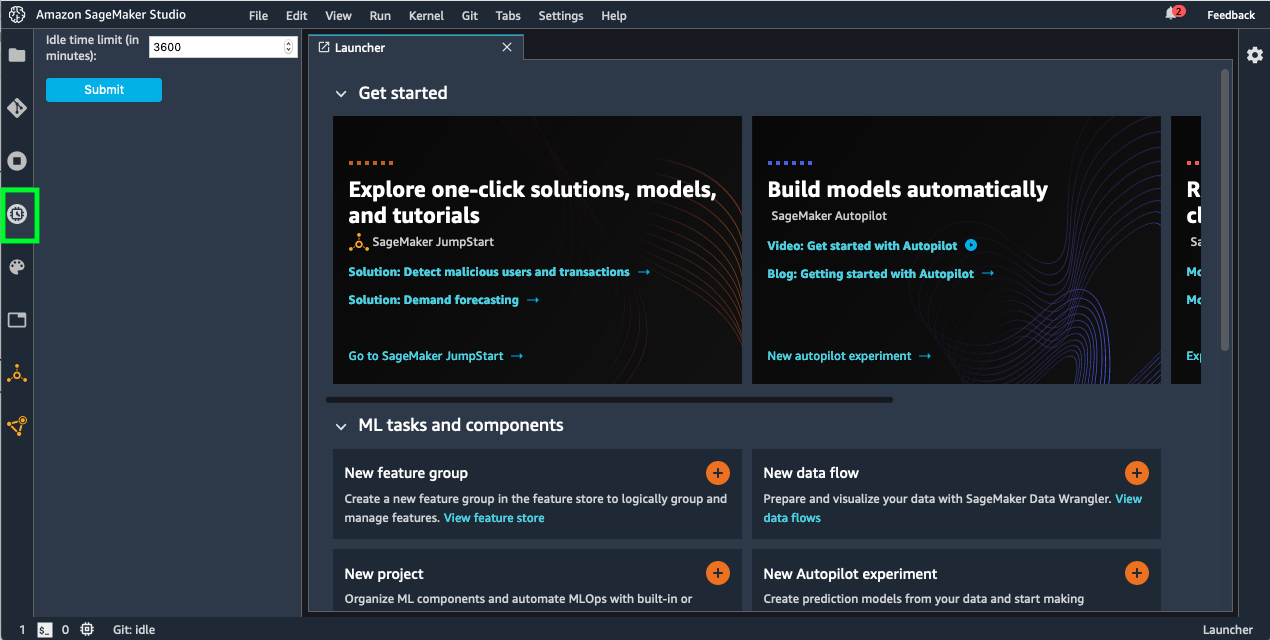 Amazon SageMaker Studio
File Edit View Run Kernel Git Tabs Settings Help
2
Feedback
Idle time limit (in
minutes):
3600
Submit
Launcher
Get started
Explore one-click solutions, models,
and tutorials
SageMaker JumpStart
Solution: Detect malicious users and transactions
Solution: Demand forecasting
Go to SageMaker JumpStart
Build models automatically
SageMaker Autopilot
Video: Get started with Autopilot
Blog: Getting started with Autopilot
New autopilot experiment
ML tasks and components
New feature group
Create a new feature group in the feature store to logically group and
manage features. View feature store
New data flow
Prepare and visualize your data with SageMaker Data Wrangler. View
data flows
New project
Organize ML components and automate MLOps with built-in or
New Autopilot experiment
Create prediction models from your data and start making
1 $_ 0 Git: idle
Launcher